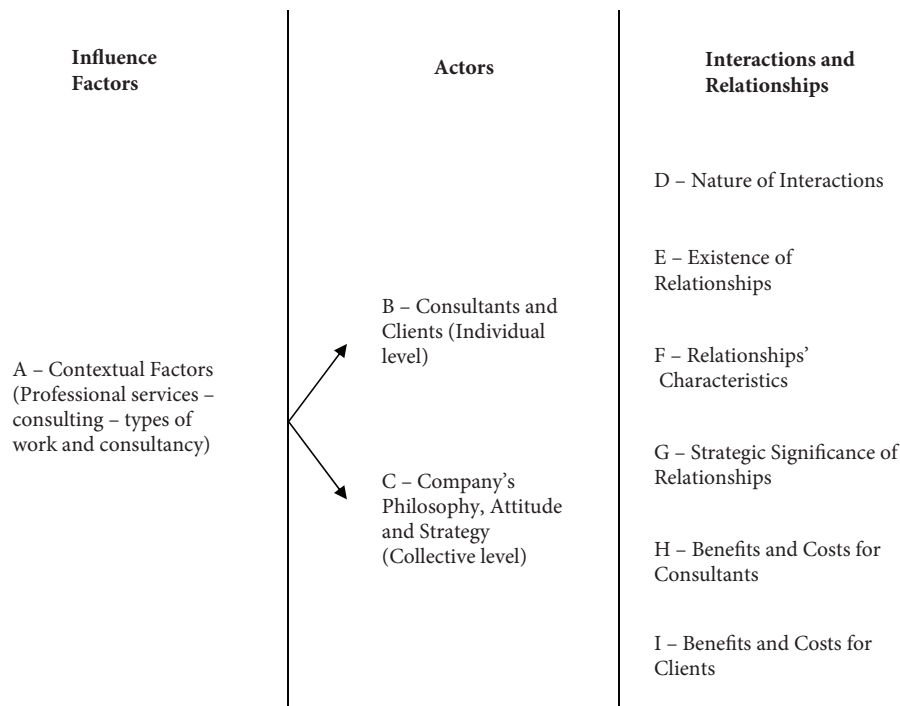 Influence
Factors
A – Contextual Factors
(Professional services –
consulting – types of
work and consultancy)
Actors
B – Consultants and
Clients (Individual
level)
C – Company’s
Philosophy, Attitude
and Strategy
(Collective level)
Interactions and
Relationships
D – Nature of Interactions
E – Existence of
Relationships
F – Relationships’
Characteristics
G – Strategic Significance of
Relationships
H – Benefits and Costs for
Consultants
I – Benefits and Costs for
Clients